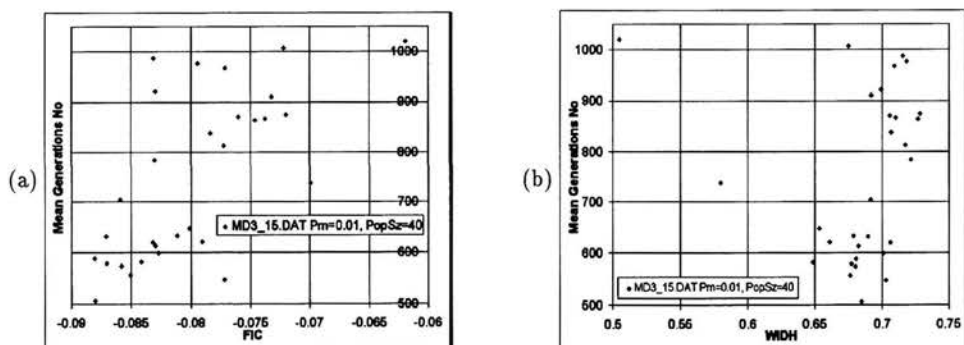 (a)
Mean Generations No
1000
900
800
700
600
500
MD3_15.DAT Pm=0.01, PopSz=40
-0.09 -0.085 -0.08 -0.075 -0.07 -0.065 -0.06
FIC
(b)
Mean Generations No
1000
900
800
700
600
500
MD3_15.DAT Pm=0.01, PopSz=40
0.5 0.55 0.6 0.65 0.7 0.75
WIDH